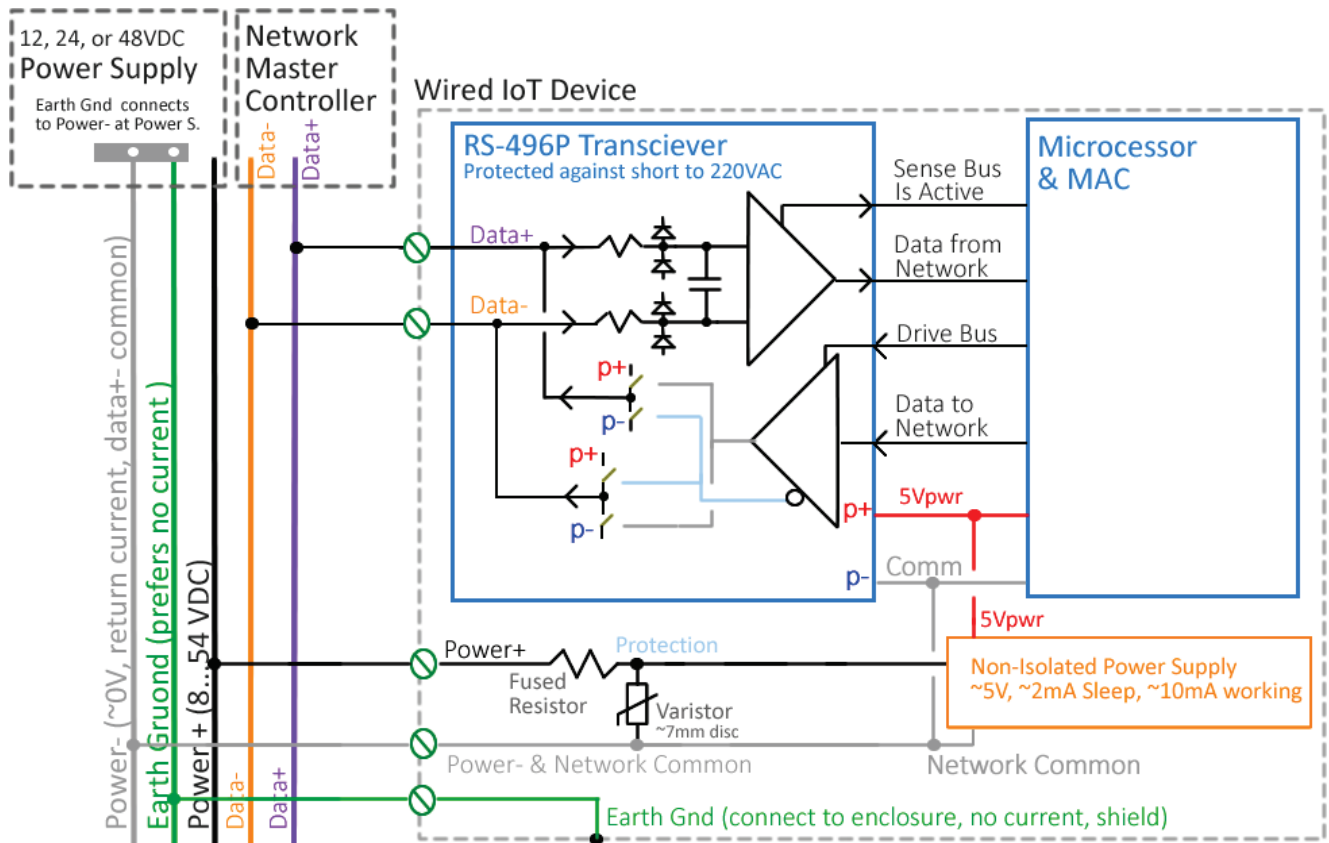 12, 24, or 48VDC
Power Supply
Earth Gnd connects
to Power- at Power S.
Network
Master
Controller
Data-
Data+
Wired IoT Device
RS-496P Transciever
Protected against short to 220VAC
Data+
Data-
p+
p-
p+
p-
p+
p-
Sense Bus
Is Active
Data from
Network
Drive Bus
Data to
Network
5Vpwr
Comm
5Vpwr
Microcessor
& MAC
Power- (~0V, return current, data+- common)
Earth Gruond (prefers no current )
Power + (8...54 VDC)
Data-
Data+
Power+
Fused
Resistor
Protection
Varistor
~7mm disc
Non-Isolated Power Supply
~5V, ~2mA Sleep, ~10mA working
Power- & Network Common
Network Common
Earth Gnd (connect to enclosure, no current, shield)